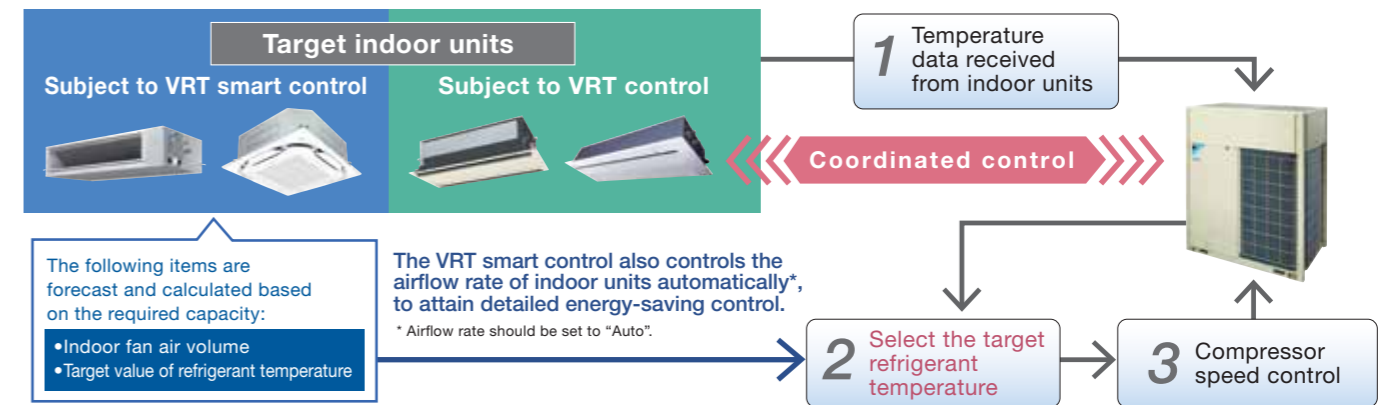 Target indoor units
Subject to VRT smart control
Subject to VRT control
1
Temperature
data received
from indoor units
Coordinated control
The following items are
forecast and calculated based
on the required capacity:
•Indoor fan air volume
•Target value of refrigerant temperature
The VRT smart control also controls the
airflow rate of indoor units automatically*,
to attain detailed energy-saving control.
* Airflow rate should be set to “Auto”.
2
Select the target
refrigerant
temperature
3
Compressor
speed control